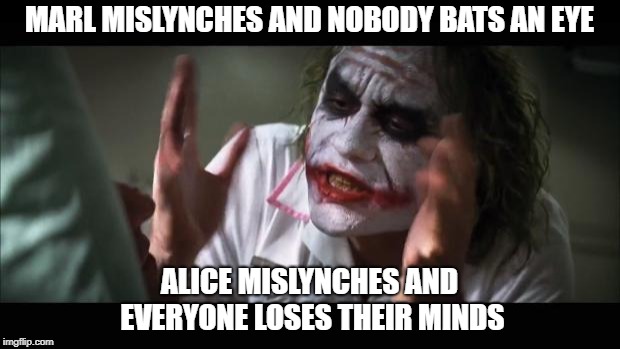 MARL MISLYNCHES AND NOBODY BATS AN EYE
ALICE MISLYNCHES AND
EVERYONE LOSES THEIR MINDS
imgflip.com